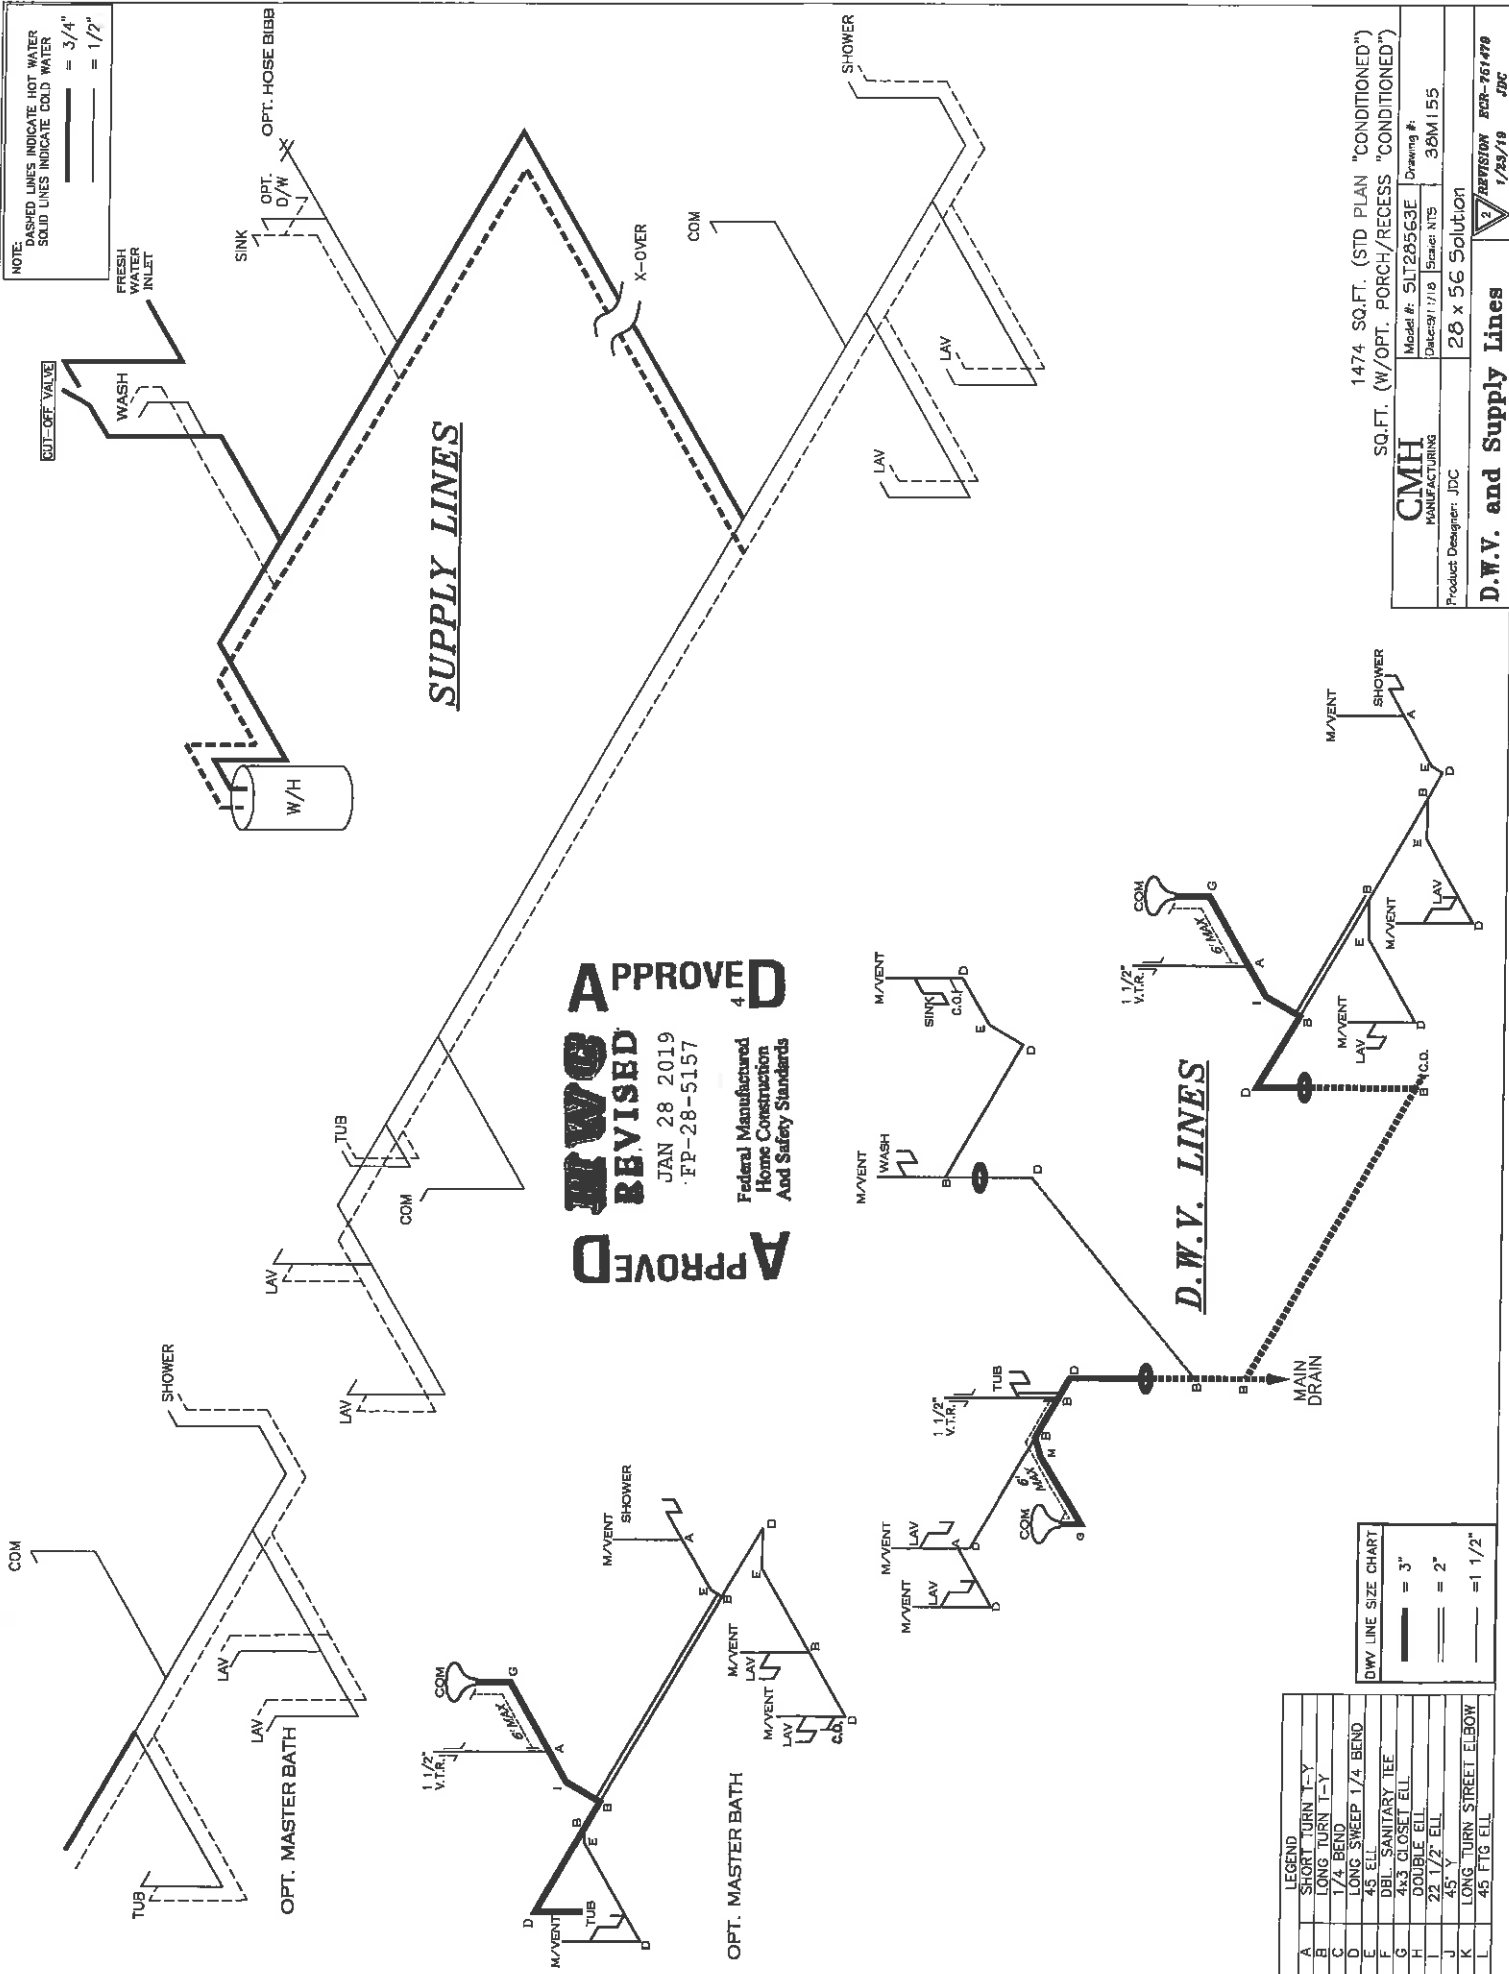 NOTE:
DASHED LINES INDICATE HOT WATER
SOLID LINES INDICATE COLD WATER
= 3/4"
= 1/2"
FRESH
WATER
INLET
CUT-OFF VALVE
WASH
SINK
OPT.
D/W
OPT. HOSE BIBB
X-OVER
W/H
SUPPLY LINES
SHOWER
COM
LAV
LAV
TUB
COM
LAV
LAV
COM
SHOWER
LAV
LAV
TUB
OPT. MASTER BATH
APPROVED
4
REVISED
JAN 28 2019
FP-28-5157
Federal Manufactured
Home Construction
And Safety Standards
APPROVED
M/VENT
SHOWER
A
E
D
B
E
M/VENT
LAV
D
B
E
M/VENT
LAV
D
COM
G
6' MAX
1 1/2"
V.T.R.
A
I
B
D
B
C.O.
M/VENT
SINK
C.O.
D
E
D
M/VENT
WASH
B
D
D.W.V. LINES
B
B
MAIN
DRAIN
1 1/2"
V.T.R.
TUB
D
B
B
M
6'
MAX
COM
G
M/VENT
LAV
A
D
M/VENT
LAV
D
M/VENT
SHOWER
A
E
B
D
E
M/VENT
LAV
B
M/VENT
LAV
C.O.
D
COM
G
6' MAX
1 1/2"
V.T.R.
A
I
B
B
E
D
M/VENT
TUB
D
OPT. MASTER BATH
DWV LINE SIZE CHART
= 3"
= 2"
=1 1/2"
LEGEND
A SHORT TURN T-Y
B LONG TURN T-Y
C 1/4 BEND
D LONG SWEEP 1/4 BEND
E 45 ELL
F DBL. SANITARY TEE
G 4x3 CLOSET ELL
H DOUBLE ELL
I 22 1/2° ELL
J 45° Y
K LONG TURN STREET ELBOW
L 45 FTG ELL
1474 SQ.FT. (STD PLAN "CONDITIONED")
SQ.FT. (W/OPT. PORCH/RECESS "CONDITIONED")
CMH
MANUFACTURING
Model #: SLT28563E
Drawing #:
Scale: NTS
38M155
Product Designer: JDC
28 x 56 Solution
D.W.V. and Supply Lines
2
REVISION ECR-761479
1/23/19 JDC